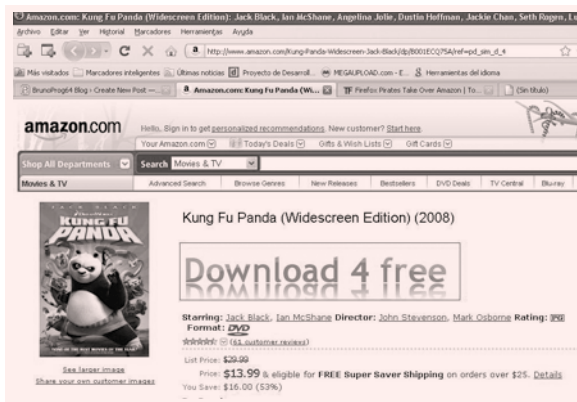 Amazon.com: Kung Fu Panda (Widescreen Edition): Jack Black, Ian McShane, Angelina Jolie, Dustin Hoffman, Jackie Chan, Seth Rogen, L
Archivo Editar Ver Historial Marcadores Herramientas Ayuda
http://www.amazon.com/Kung-Panda-Widescreen-Jack-Black/dp/B001ECQ75A/ref=pd_sim_d_4
Más visitados Marcadores inteligentes Últimas noticias Proyecto de Desarroll... MEGAUPLOAD.com - E... Herramientas del idioma
BrunoProg64 Blog › Create New Post —... Amazon.com: Kung Fu Panda (Wi... TF Firefox Pirates Take Over Amazon | To... (Sin título)
amazon.com
Hello. Sign in to get personalized recommendations. New customer? Start here.
Your Amazon.com Today's Deals Gifts & Wish Lists Gift Cards
Shop All Departments Search Movies & TV
Movies & TV Advanced Search Browse Genres New Releases Bestsellers DVD Deals TV Central Blu-ray
KUNG FU
PANDA
Kung Fu Panda (Widescreen Edition) (2008)
Download 4 free
Starring: Jack Black, Ian McShane Director: John Stevenson, Mark Osborne Rating: PG
Format: DVD
(61 customer reviews)
List Price: $29.99
Price: $13.99 & eligible for FREE Super Saver Shipping on orders over $25. Details
You Save: $16.00 (53%)
See larger image
Share your own customer images